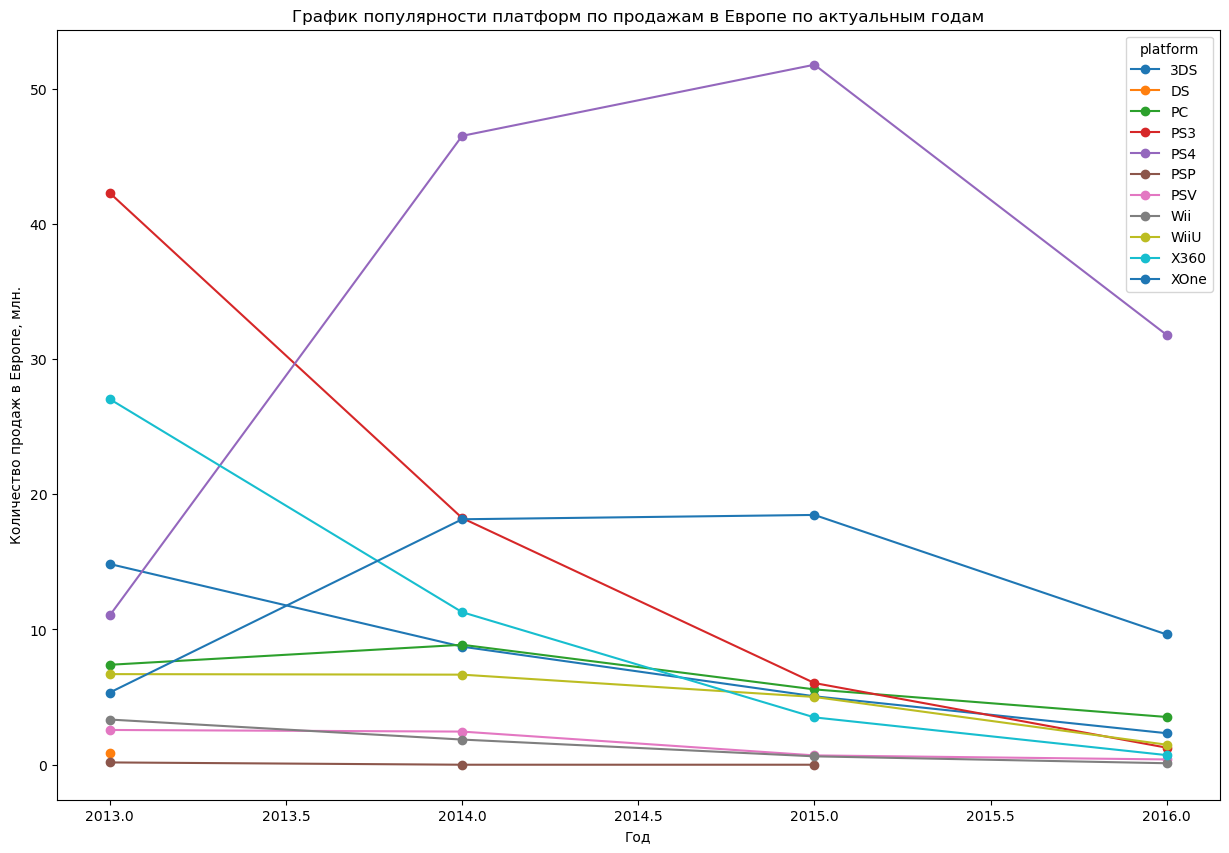 График популярности платформ по продажам в Европе по актуальным годам
platform
3DS
DS
PC
PS3
PS4
PSP
PSV
Wii
WiiU
X360
XOne
Количество продаж в Европе, млн.
50
40
30
20
10
0
2013.0 2013.5 2014.0 2014.5 2015.0 2015.5 2016.0
Год